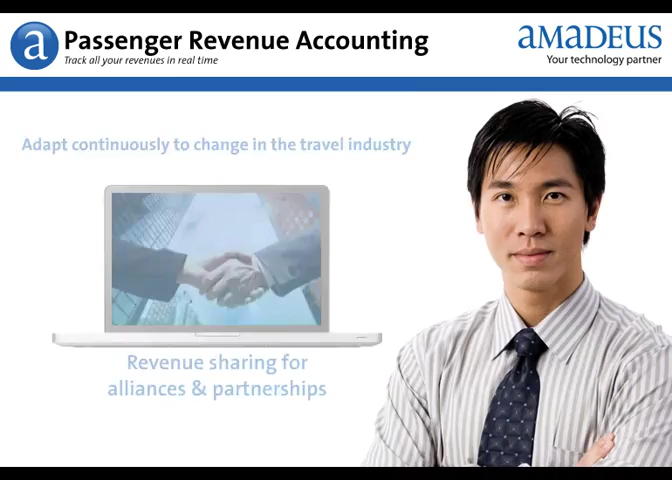 a
Passenger Revenue Accounting
Track all your revenues in real time
amaDEUS
Your technology partner
Adapt continuously to change in the travel industry
Revenue sharing for
alliances & partnerships